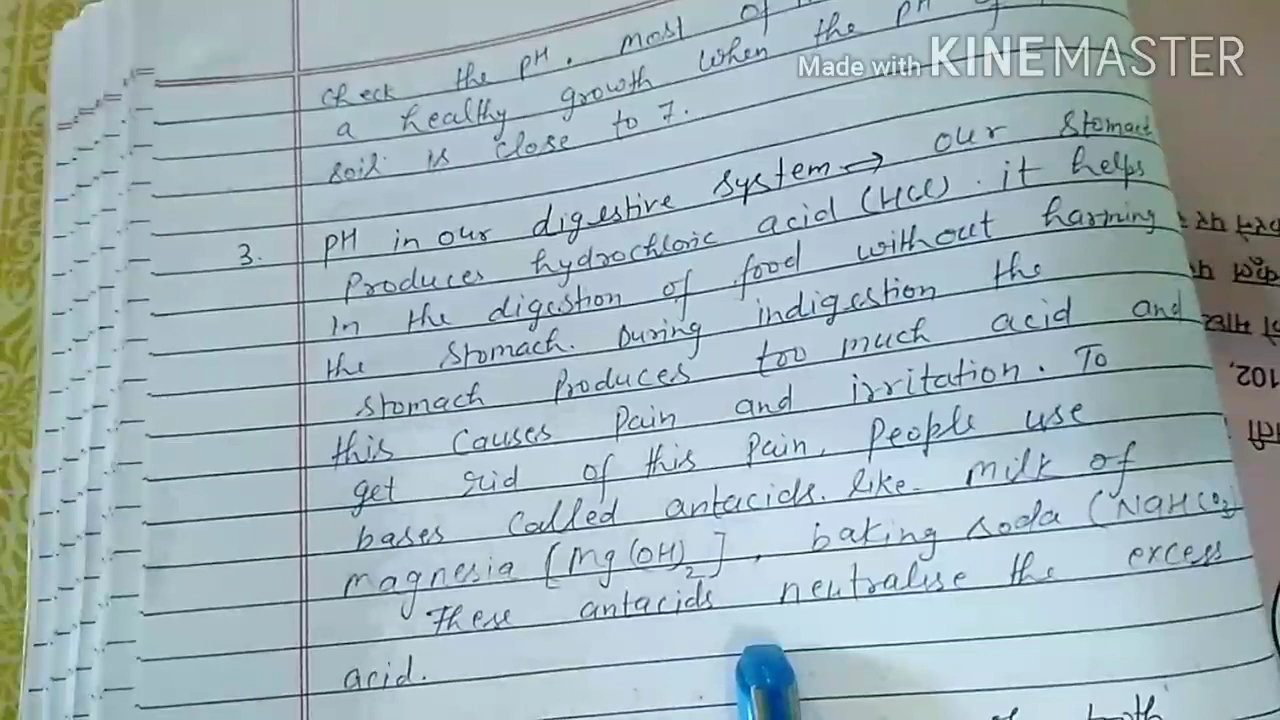 Made with KINEMASTER
check the pH. most of
a healthy growth when the pH
soil is close to 7.
3. pH in our digestive system → our stomach
produces hydrochloric acid (HCl). it helps
in the digestion of food without harming
the stomach. During indigestion the
stomach produces too much acid and
this causes pain and irritation. To
get rid of this pain, people use
bases called antacids. like milk of
magnesia [Mg(OH)2], baking soda (NaHCO3)
These antacids neutralise the excess
acid.
102,